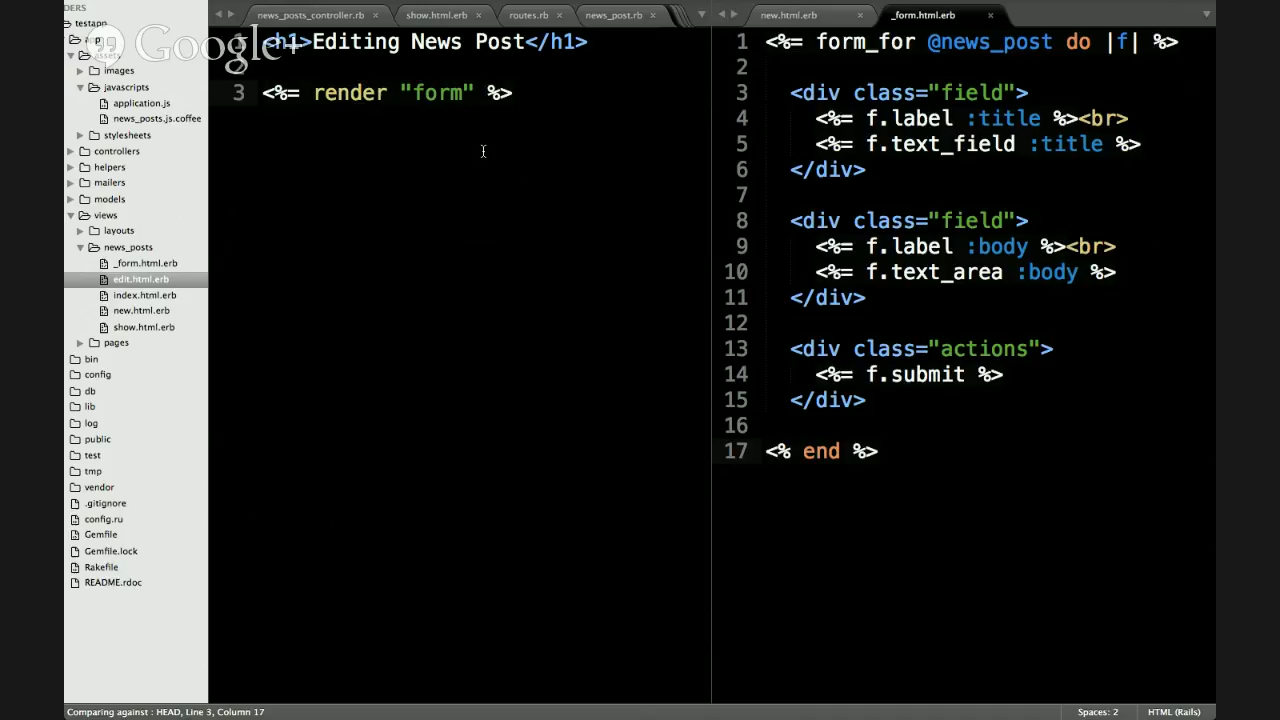 DERS
testapp
app
assets
images
javascripts
application.js
news_posts.js.coffee
stylesheets
controllers
helpers
mailers
models
views
layouts
news_posts
_form.html.erb
edit.html.erb
index.html.erb
new.html.erb
show.html.erb
pages
bin
config
db
lib
log
public
test
tmp
vendor
.gitignore
config.ru
Gemfile
Gemfile.lock
Rakefile
README.rdoc
Google+
news_posts_controller.rb × show.html.erb × routes.rb × news_post.rb ×
<h1>Editing News Post</h1>
2
3 <%= render "form" %>
new.html.erb × _form.html.erb ×
1 <%= form_for @news_post do |f| %>
2
3 <div class="field">
4 <%= f.label :title %><br>
5 <%= f.text_field :title %>
6 </div>
7
8 <div class="field">
9 <%= f.label :body %><br>
10 <%= f.text_area :body %>
11 </div>
12
13 <div class="actions">
14 <%= f.submit %>
15 </div>
16
17 <% end %>
Comparing against : HEAD, Line 3, Column 17
Spaces: 2 HTML (Rails)